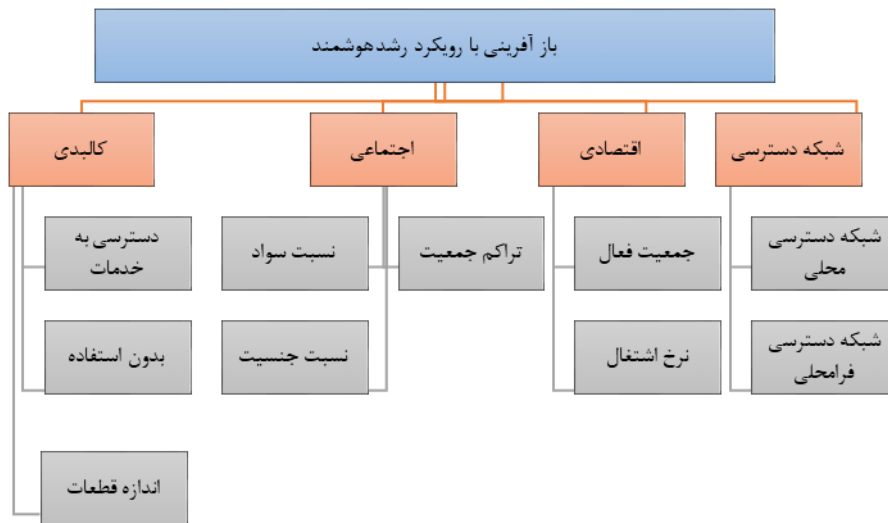 باز آفرینی با رویکرد رشدهوشمند
شبکه دسترسی
اقتصادی
اجتماعی
کالبدی
شبکه دسترسی
محلی
شبکه دسترسی
فرامحلی
جمعیت فعال
نرخ اشتغال
تراکم جمعیت
نسبت سواد
نسبت جنسیت
دسترسی به
خدمات
بدون استفاده
اندازه قطعات